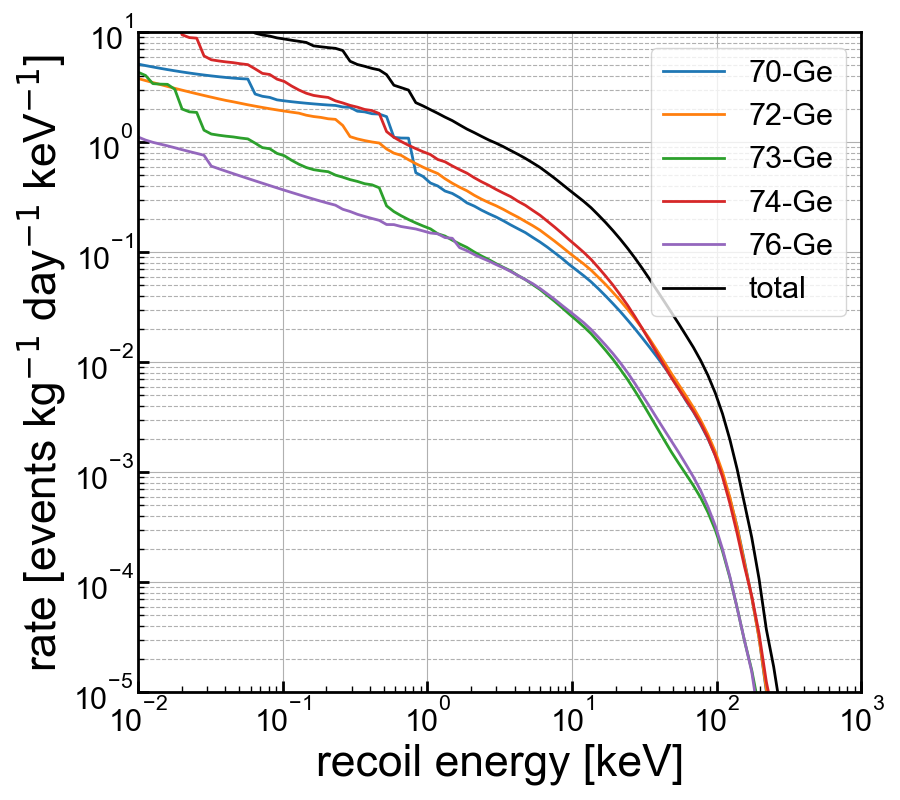 10¹
10⁰
10⁻¹
10⁻²
10⁻³
10⁻⁴
10⁻⁵
rate [events kg⁻¹ day⁻¹ keV⁻¹]
70-Ge
72-Ge
73-Ge
74-Ge
76-Ge
total
10⁻² 10⁻¹ 10⁰ 10¹ 10² 10³
recoil energy [keV]